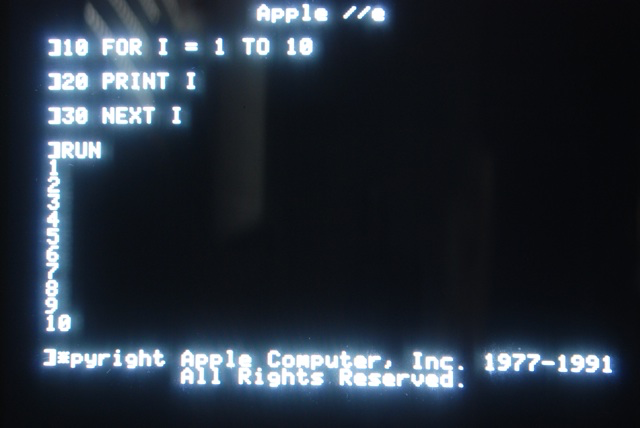 Apple //e
]10 FOR I = 1 TO 10
]20 PRINT I
]30 NEXT I
]RUN
1
2
3
4
5
6
7
8
9
10
]*pyright Apple Computer, Inc. 1977-1991
All Rights Reserved.